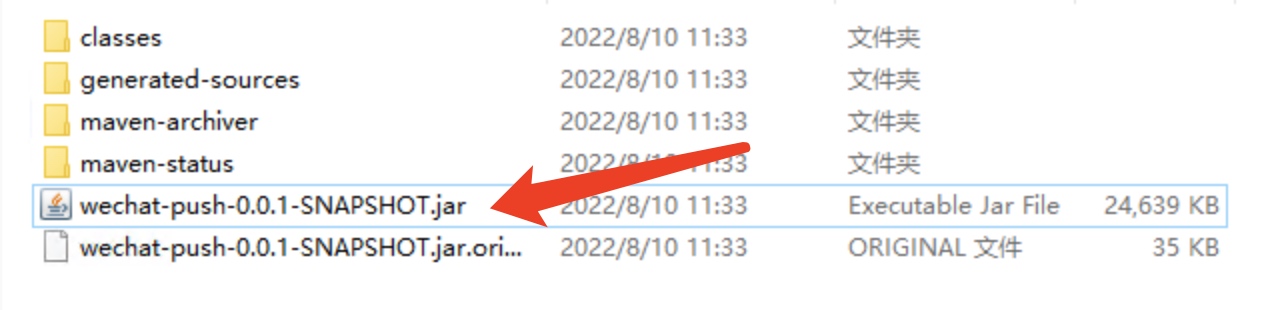 classes 2022/8/10 11:33 文件夹
generated-sources 2022/8/10 11:33 文件夹
maven-archiver 2022/8/10 11:33 文件夹
maven-status 2022/8/10 11:33 文件夹
wechat-push-0.0.1-SNAPSHOT.jar 2022/8/10 11:33 Executable Jar File 24,639 KB
wechat-push-0.0.1-SNAPSHOT.jar.ori... 2022/8/10 11:33 ORIGINAL 文件 35 KB